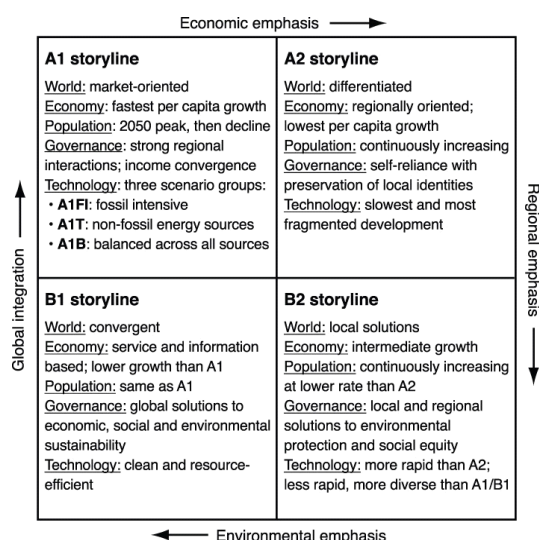 Economic emphasis
A1 storyline
World: market-oriented
Economy: fastest per capita growth
Population: 2050 peak, then decline
Governance: strong regional
interactions; income convergence
Technology: three scenario groups:
• A1FI: fossil intensive
• A1T: non-fossil energy sources
• A1B: balanced across all sources
A2 storyline
World: differentiated
Economy: regionally oriented;
lowest per capita growth
Population: continuously increasing
Governance: self-reliance with
preservation of local identities
Technology: slowest and most
fragmented development
Global integration
Regional emphasis
B1 storyline
World: convergent
Economy: service and information
based; lower growth than A1
Population: same as A1
Governance: global solutions to
economic, social and environmental
sustainability
Technology: clean and resource-
efficient
B2 storyline
World: local solutions
Economy: intermediate growth
Population: continuously increasing
at lower rate than A2
Governance: local and regional
solutions to environmental
protection and social equity
Technology: more rapid than A2;
less rapid, more diverse than A1/B1
Environmental emphasis